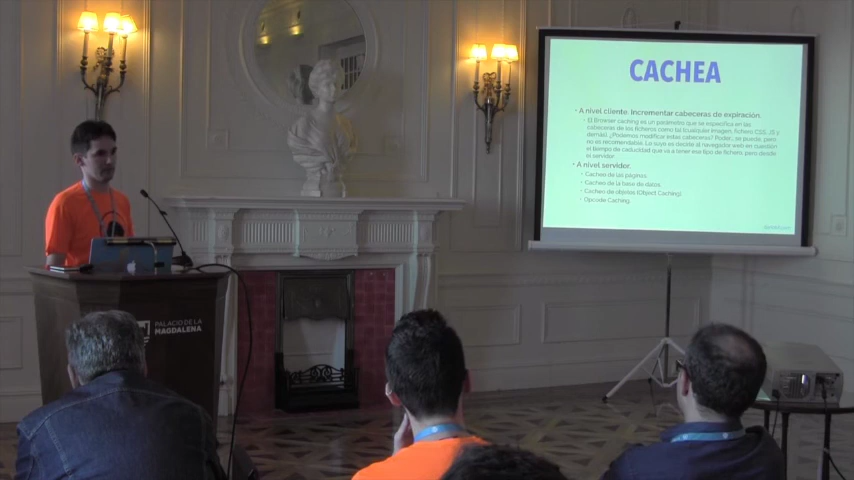 CACHEA
• A nivel cliente: Incrementar cabeceras de expiración.
• El Browser caching es un parámetros que se especifica en las
cabeceras de los ficheros como tal (cualquier imagen, fichero CSS, JS y
demás). ¿Podemos modificar estas cabeceras? Poder, se puede, pero
no es recomendable. Lo suyo es decirle al navegador web en cuestión
el tiempo de caducidad que va a tener ese tipo de fichero, pero desde
el servidor.
• A nivel servidor.
• Cacheo de las páginas.
• Cacheo de la base de datos.
• Cacheo de objetos (Object Caching).
• Opcode Caching.
PALACIO DE LA
MAGDALENA